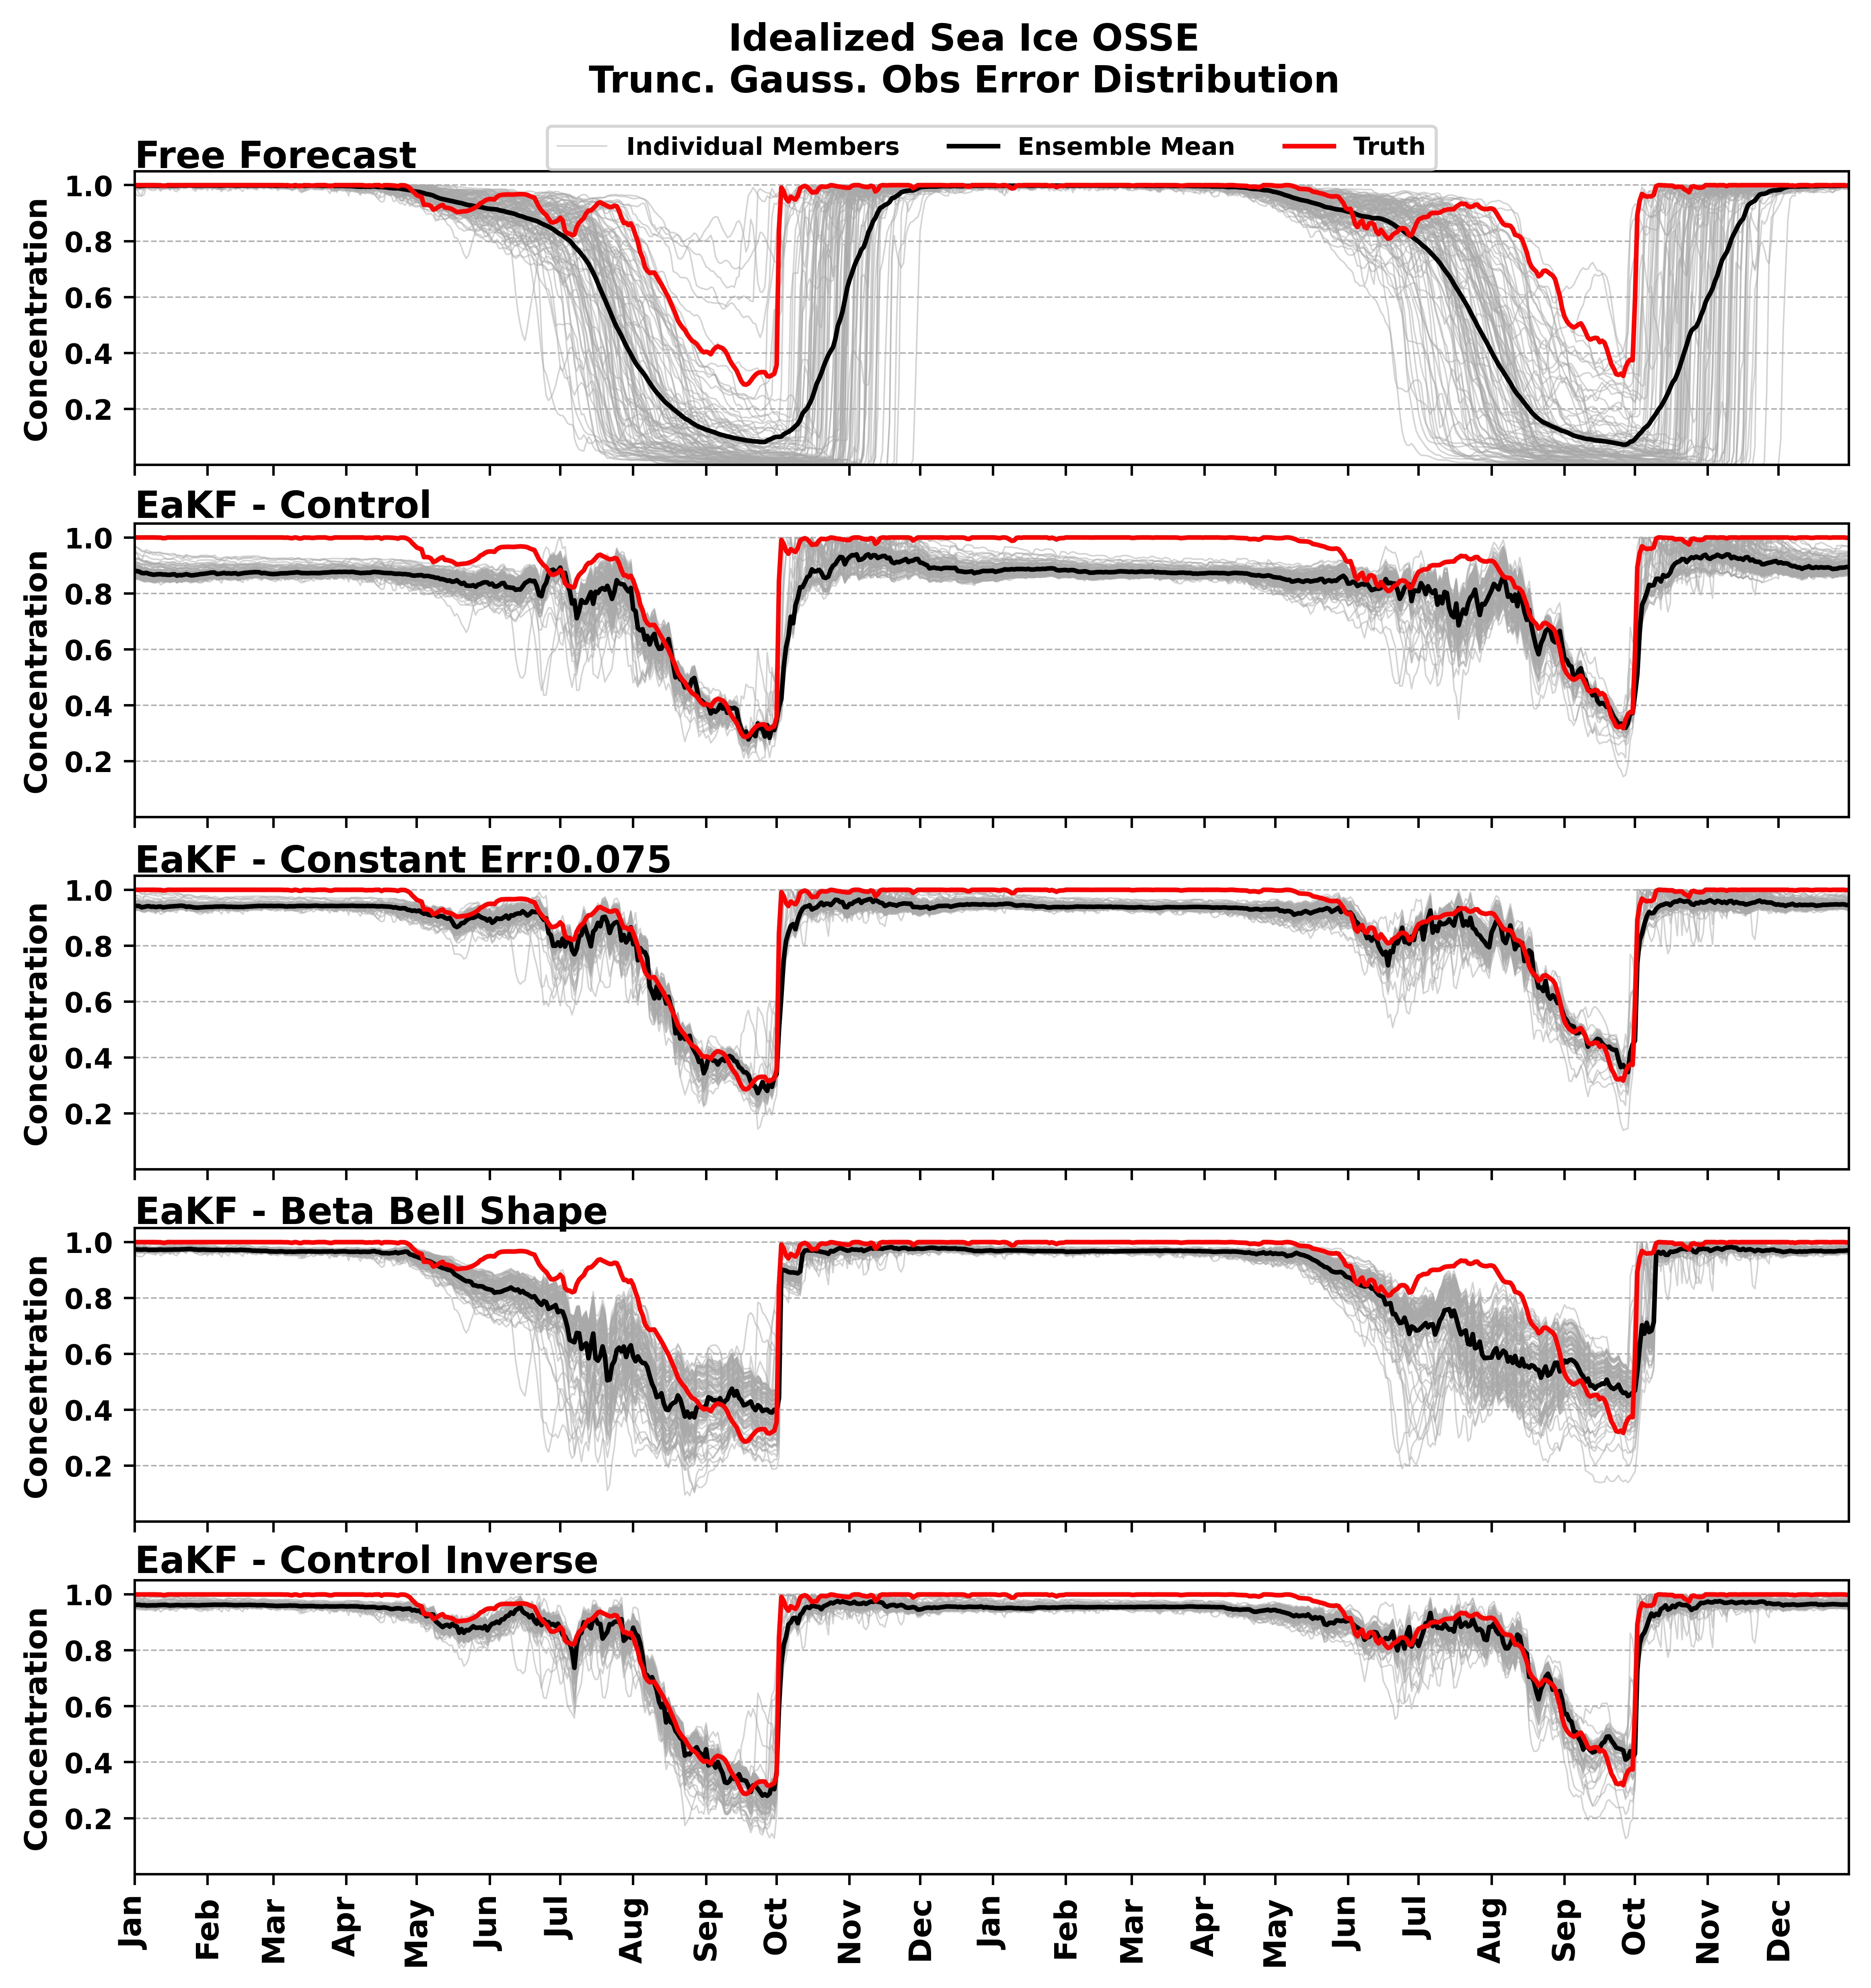 Idealized Sea Ice OSSE
Trunc. Gauss. Obs Error Distribution
Individual Members Ensemble Mean Truth
Free Forecast
Concentration
1.0
0.8
0.6
0.4
0.2
EaKF - Control
Concentration
1.0
0.8
0.6
0.4
0.2
EaKF - Constant Err:0.075
Concentration
1.0
0.8
0.6
0.4
0.2
EaKF - Beta Bell Shape
Concentration
1.0
0.8
0.6
0.4
0.2
EaKF - Control Inverse
Concentration
1.0
0.8
0.6
0.4
0.2
Jan Feb Mar Apr May Jun Jul Aug Sep Oct Nov Dec Jan Feb Mar Apr May Jun Jul Aug Sep Oct Nov Dec